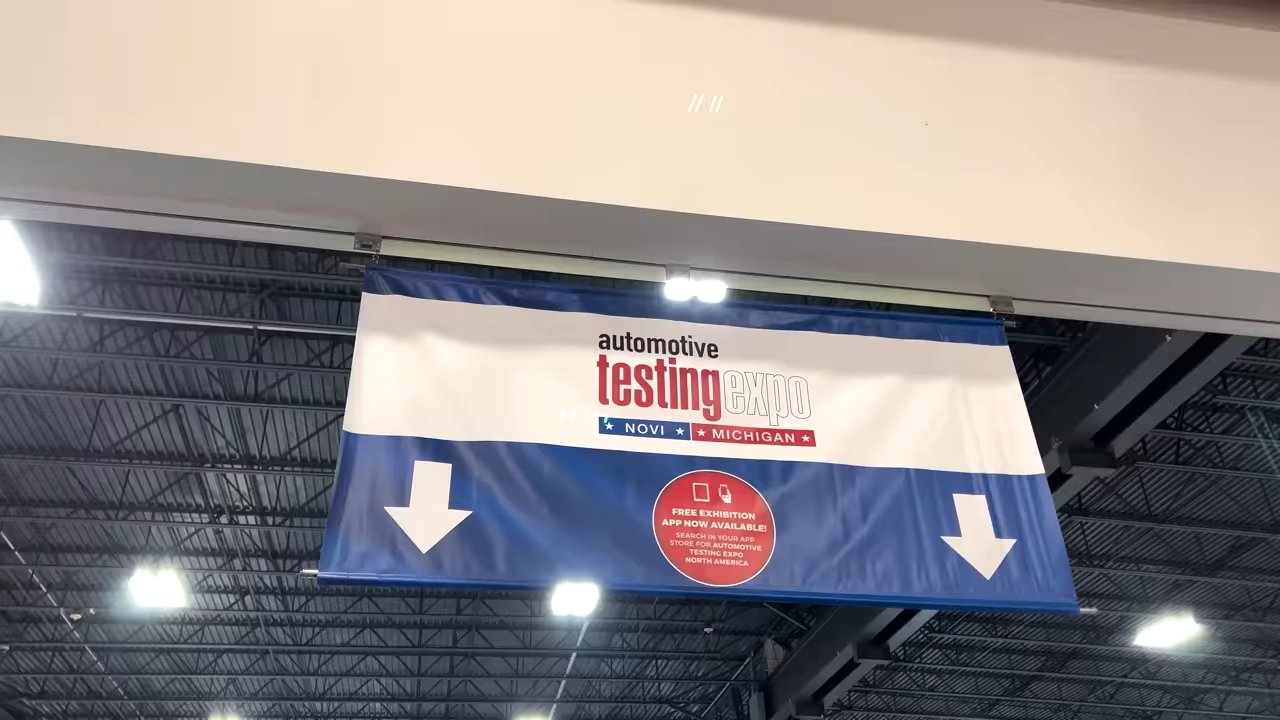 automotive
testingexpo
NOVI MICHIGAN
FREE EXHIBITION
APP NOW AVAILABLE!
SEARCH IN YOUR APP
STORE FOR AUTOMOTIVE
TESTING EXPO
NORTH AMERICA